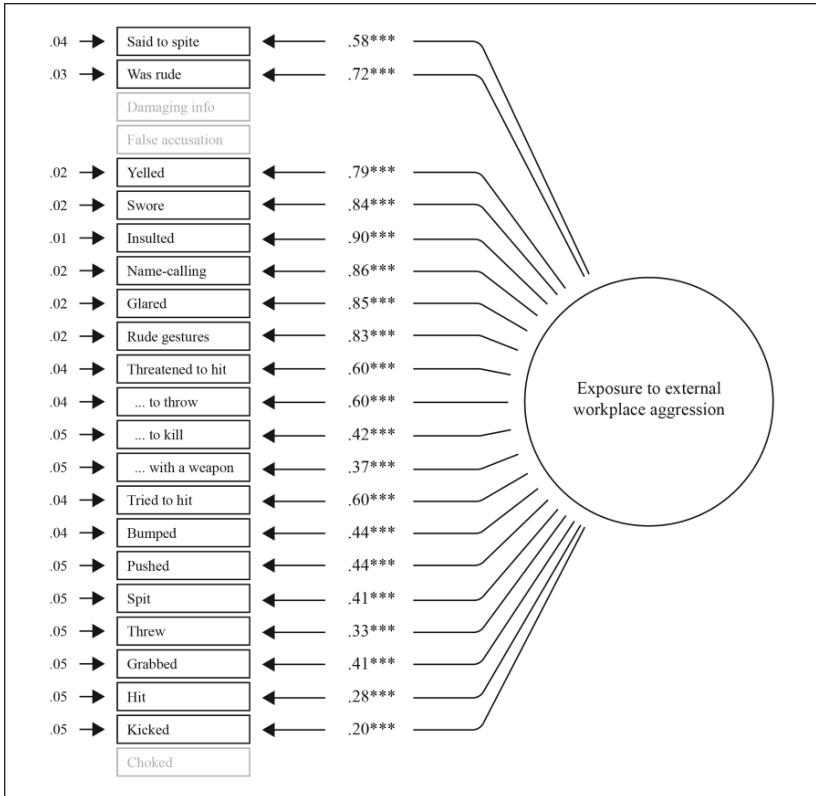 .04 Said to spite .58***
.03 Was rude .72***
Damaging info
False accusation
.02 Yelled .79***
.02 Swore .84***
.01 Insulted .90***
.02 Name-calling .86***
.02 Glared .85***
.02 Rude gestures .83***
.04 Threatened to hit .60***
.04 ... to throw .60***
.05 ... to kill .42***
.05 ... with a weapon .37***
.04 Tried to hit .60***
.04 Bumped .44***
.05 Pushed .44***
.05 Spit .41***
.05 Threw .33***
.05 Grabbed .41***
.05 Hit .28***
.05 Kicked .20***
Choked
Exposure to external
workplace aggression